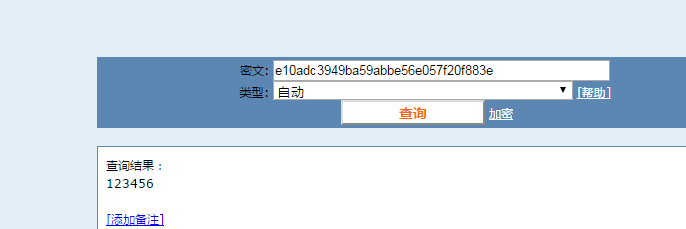 密文: e10adc3949ba59abbe56e057f20f883e
类型: 自动 [帮助]
查询 加密
查询结果：
123456
[添加备注]